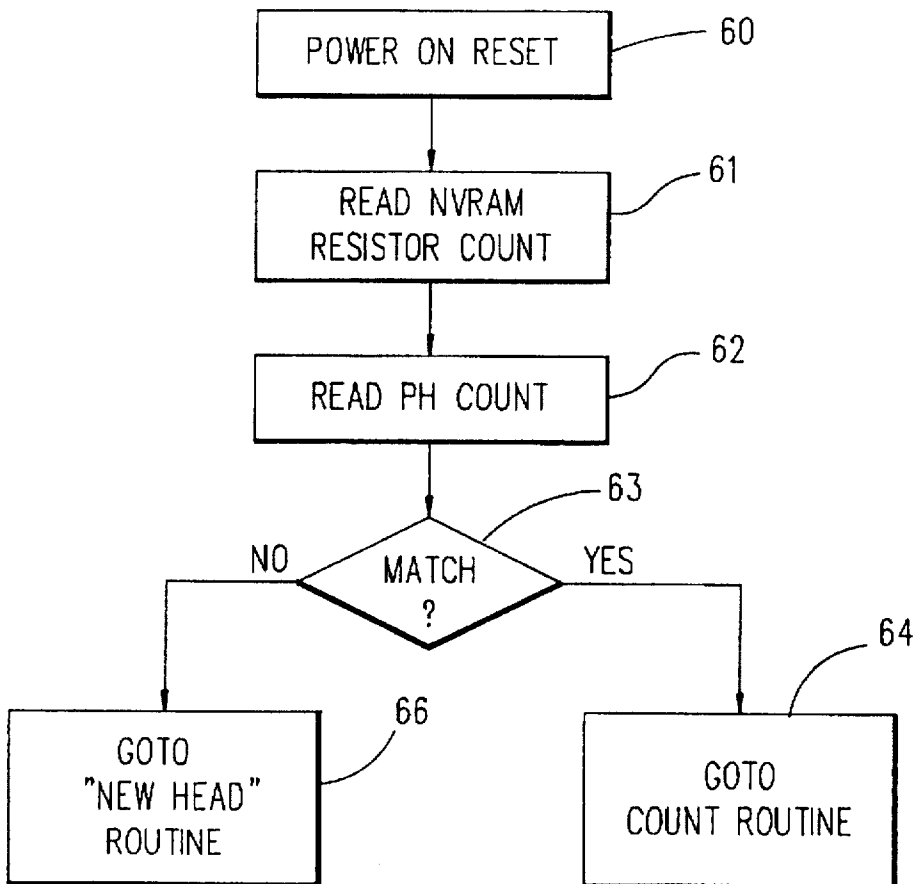 POWER ON RESET
60
READ NVRAM
RESISTOR COUNT
61
READ PH COUNT
62
MATCH
?
63
NO
YES
GOTO
"NEW HEAD"
ROUTINE
66
GOTO
COUNT ROUTINE
64